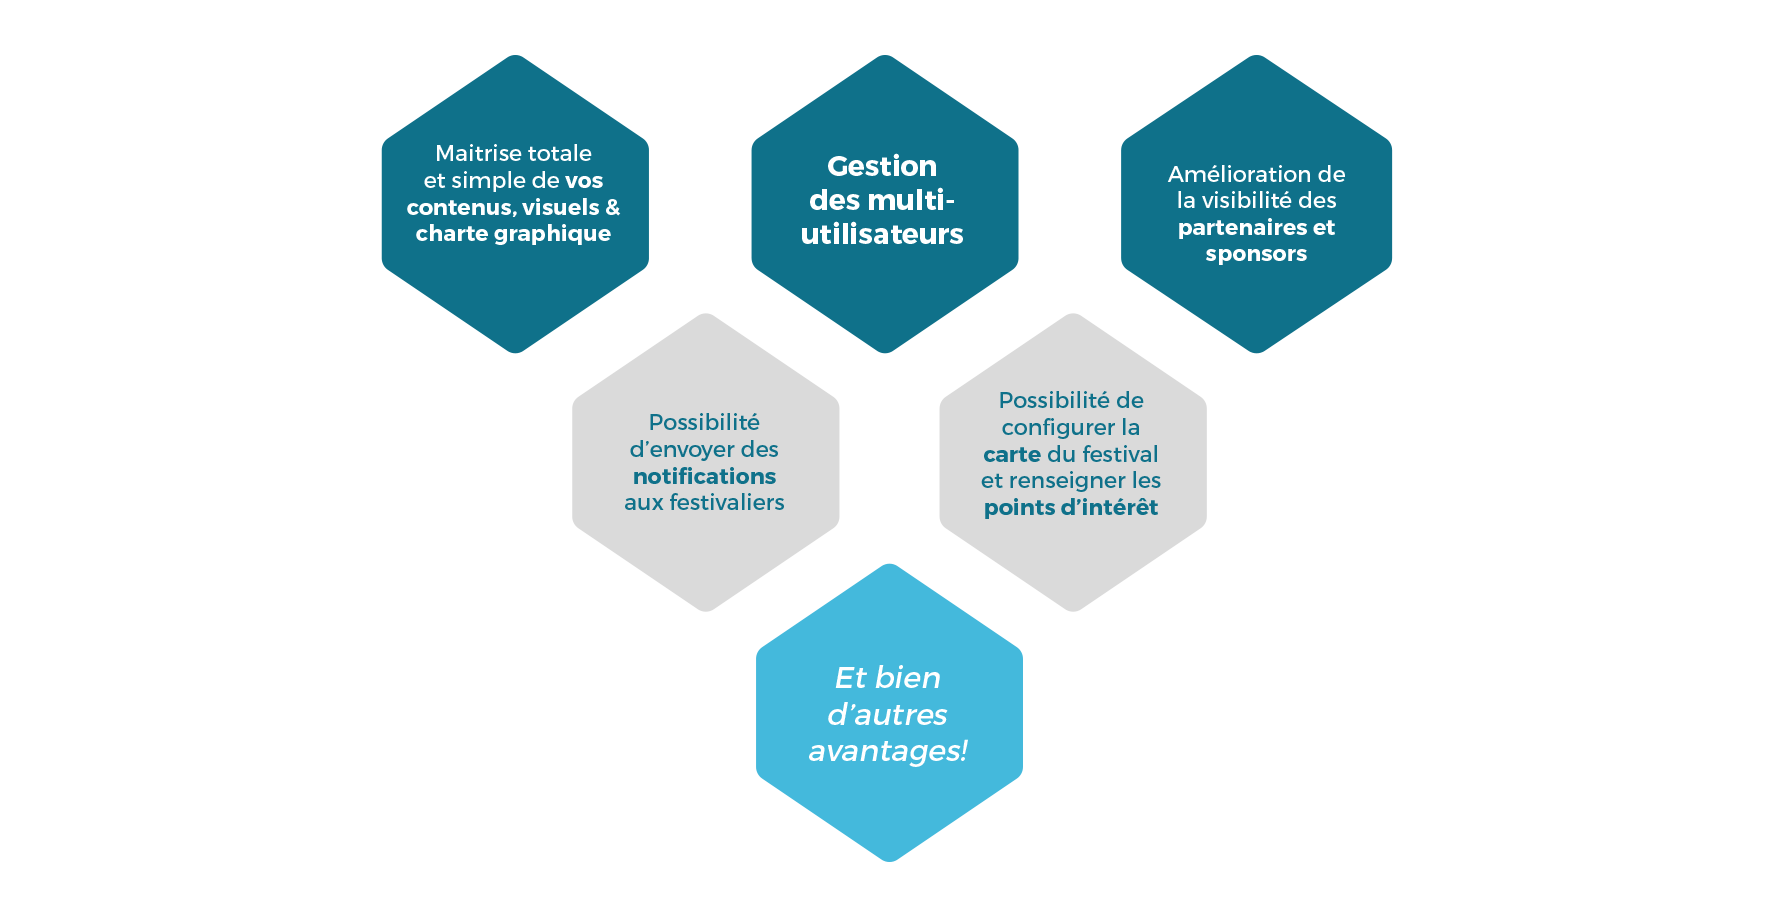 Maitrise totale
et simple de vos
contenus, visuels &
charte graphique
Gestion
des multi-
utilisateurs
Amélioration de
la visibilité des
partenaires et
sponsors
Possibilité
d’envoyer des
notifications
aux festivaliers
Possibilité de
configurer la
carte du festival
et renseigner les
points d’intérêt
Et bien
d’autres
avantages!